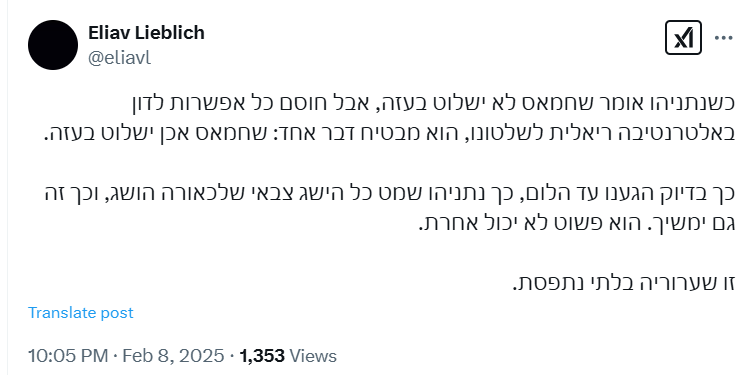 Eliav Lieblich
@eliavl
כשנתניהו אומר שחמאס לא ישלוט בעזה, אבל חוסם כל אפשרות לדון
באלטרנטיבה ריאלית לשלטונו, הוא מבטיח דבר אחד: שחמאס אכן ישלוט בעזה.
כך בדיוק הגענו עד הלום, כך נתניהו שמט כל הישג צבאי שלכאורה הושג, וכך זה
גם ימשיך. הוא פשוט לא יכול אחרת.
זו שערוריה בלתי נתפסת.
Translate post
10:05 PM · Feb 8, 2025 · 1,353 Views